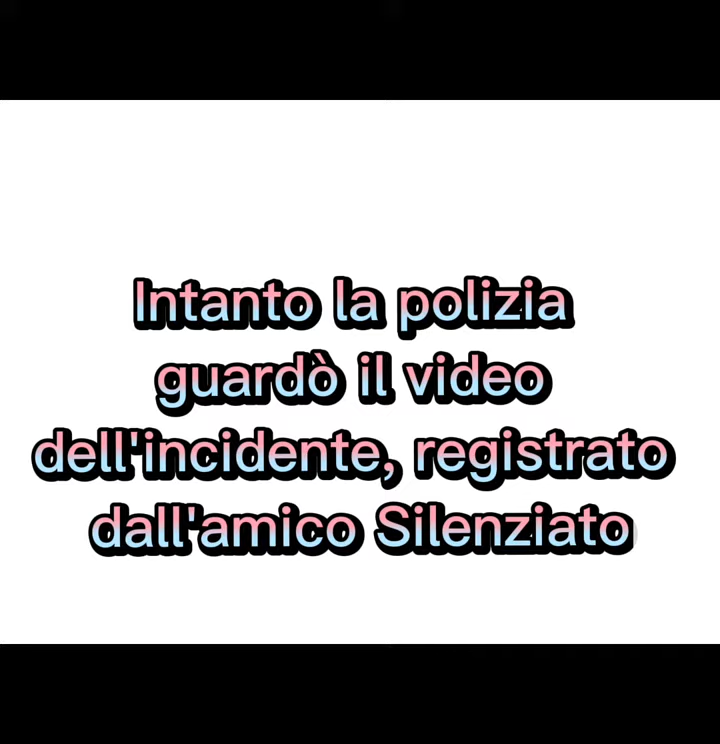 Intanto la polizia
guardò il video
dell'incidente, registrato
dall'amico Silenziato